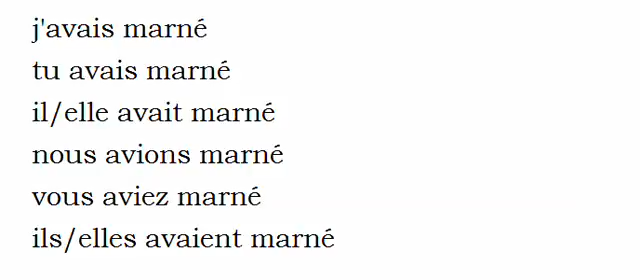 j'avais marné
tu avais marné
il/elle avait marné
nous avions marné
vous aviez marné
ils/elles avaient marné